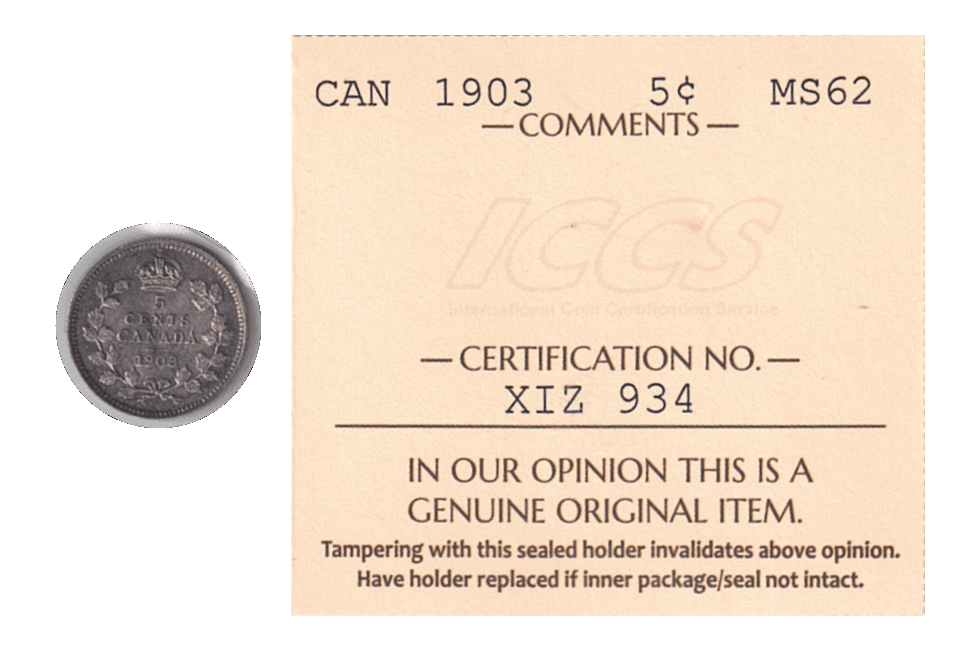 5
CENTS
CANADA
1903
CAN 1903 5¢ MS62
— COMMENTS —
ICCS
International Coin Certification Service
— CERTIFICATION NO. —
XIZ 934
IN OUR OPINION THIS IS A
GENUINE ORIGINAL ITEM.
Tampering with this sealed holder invalidates above opinion.
Have holder replaced if inner package/seal not intact.